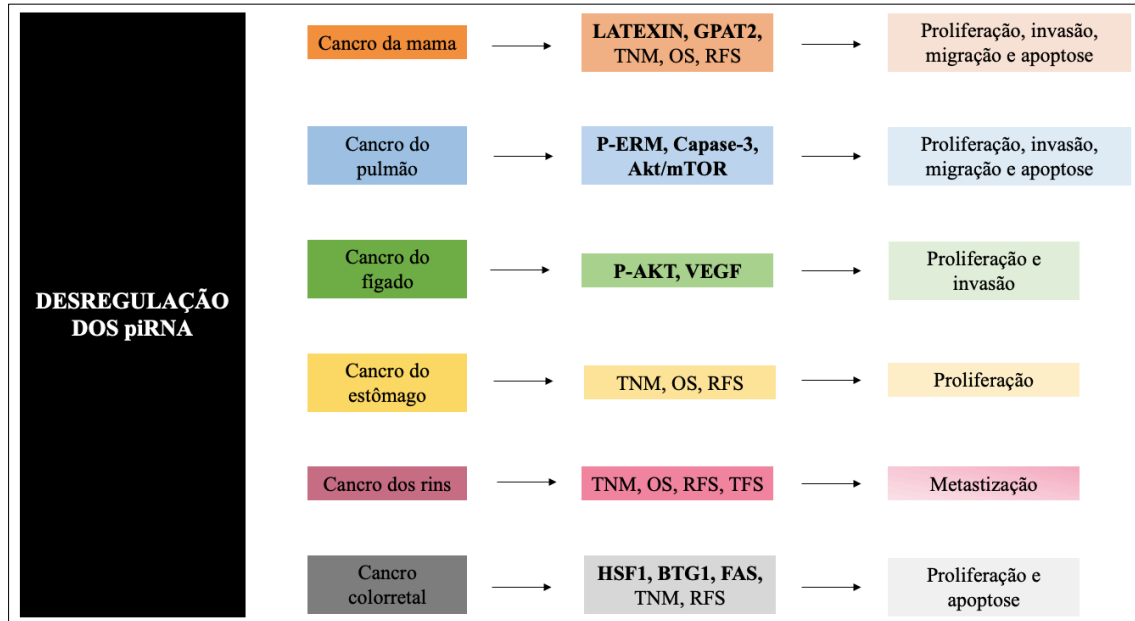 DESREGULAÇÃO
DOS piRNA
Cancro da mama
LATEXIN, GPAT2,
TNM, OS, RFS
Proliferação, invasão,
migração e apoptose
Cancro do
pulmão
P-ERM, Capase-3,
Akt/mTOR
Proliferação, invasão,
migração e apoptose
Cancro do
fígado
P-AKT, VEGF
Proliferação e
invasão
Cancro do
estômago
TNM, OS, RFS
Proliferação
Cancro dos rins
TNM, OS, RFS, TFS
Metastização
Cancro
colorretal
HSF1, BTG1, FAS,
TNM, RFS
Proliferação e
apoptose